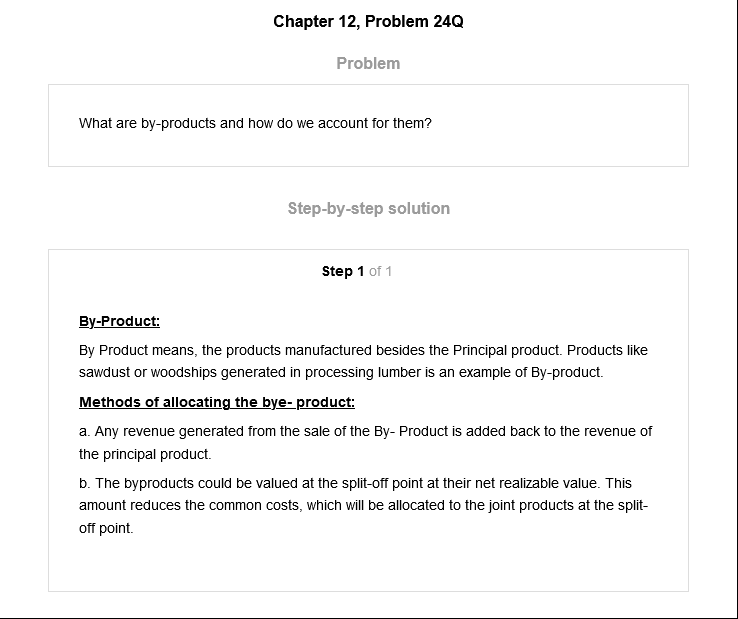 Chapter 12, Problem 24Q
Problem
What are by-products and how do we account for them?
Step-by-step solution
Step 1 of 1
By-Product:
By Product means, the products manufactured besides the Principal product. Products like
sawdust or woodships generated in processing lumber is an example of By-product.
Methods of allocating the bye- product:
a. Any revenue generated from the sale of the By- Product is added back to the revenue of
the principal product.
b. The byproducts could be valued at the split-off point at their net realizable value. This
amount reduces the common costs, which will be allocated to the joint products at the split-
off point.